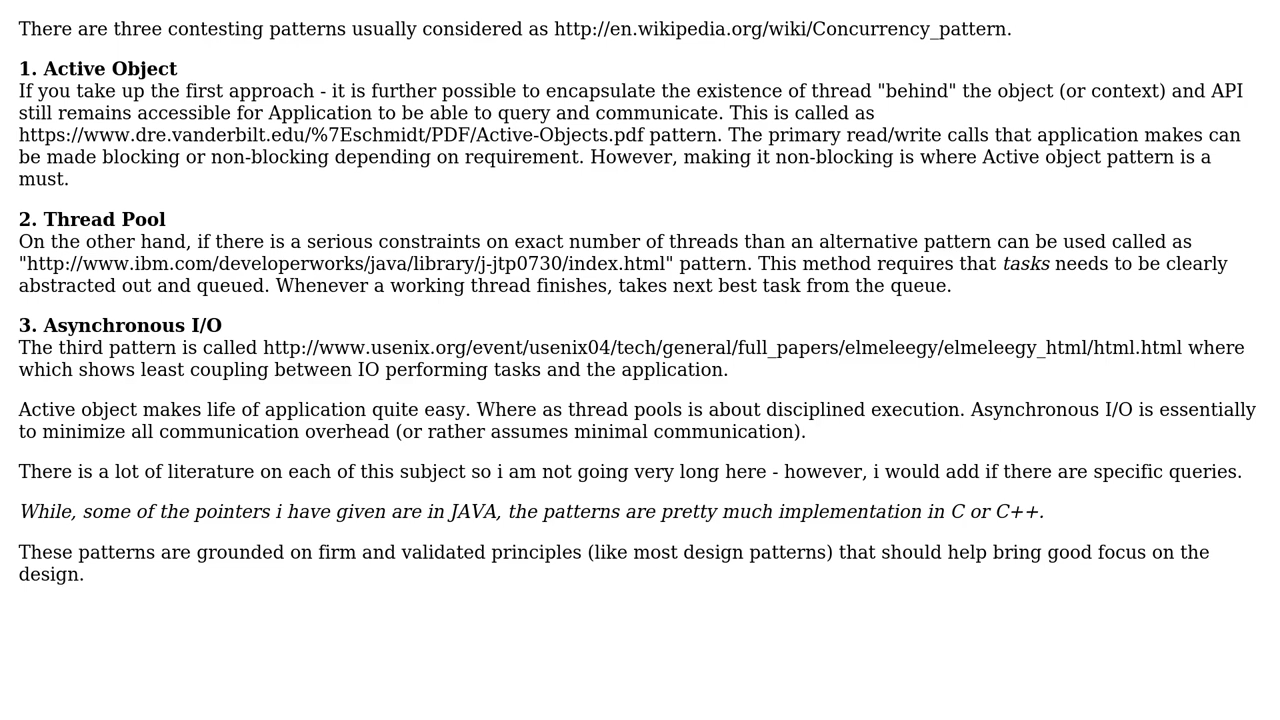 There are three contesting patterns usually considered as http://en.wikipedia.org/wiki/Concurrency_pattern.
1. Active Object
If you take up the first approach - it is further possible to encapsulate the existence of thread "behind" the object (or context) and API
still remains accessible for Application to be able to query and communicate. This is called as
https://www.dre.vanderbilt.edu/%7Eschmidt/PDF/Active-Objects.pdf pattern. The primary read/write calls that application makes can
be made blocking or non-blocking depending on requirement. However, making it non-blocking is where Active object pattern is a
must.
2. Thread Pool
On the other hand, if there is a serious constraints on exact number of threads than an alternative pattern can be used called as
"http://www.ibm.com/developerworks/java/library/j-jtp0730/index.html" pattern. This method requires that tasks needs to be clearly
abstracted out and queued. Whenever a working thread finishes, takes next best task from the queue.
3. Asynchronous I/O
The third pattern is called http://www.usenix.org/event/usenix04/tech/general/full_papers/elmeleegy/elmeleegy_html/html.html where
which shows least coupling between IO performing tasks and the application.
Active object makes life of application quite easy. Where as thread pools is about disciplined execution. Asynchronous I/O is essentially
to minimize all communication overhead (or rather assumes minimal communication).
There is a lot of literature on each of this subject so i am not going very long here - however, i would add if there are specific queries.
While, some of the pointers i have given are in JAVA, the patterns are pretty much implementation in C or C++.
These patterns are grounded on firm and validated principles (like most design patterns) that should help bring good focus on the
design.